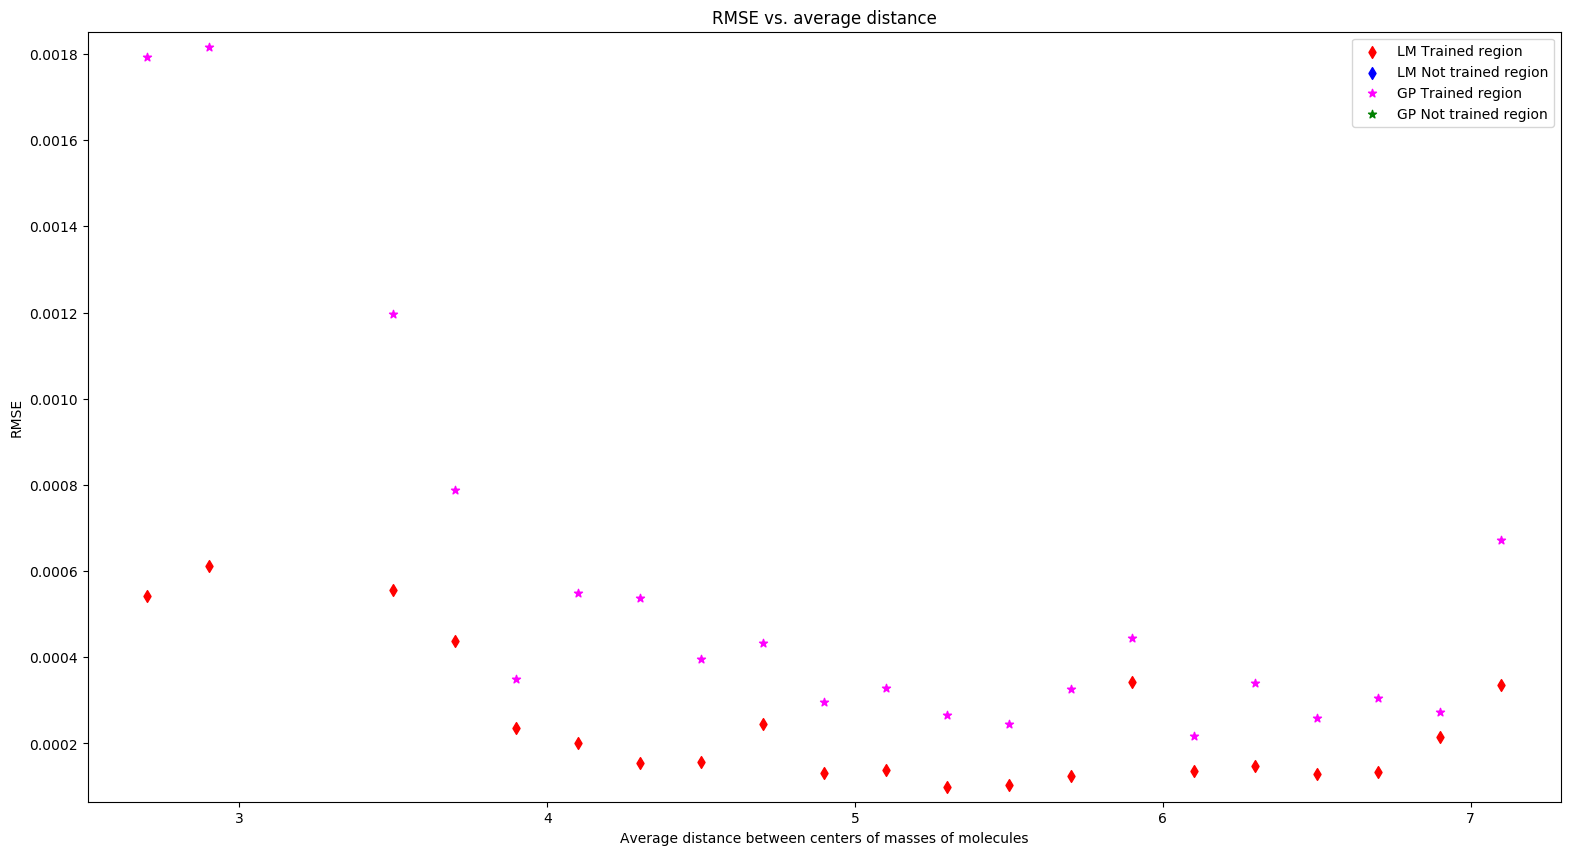 RMSE vs. average distance
LM Trained region
LM Not trained region
GP Trained region
GP Not trained region
RMSE
0.0018
0.0016
0.0014
0.0012
0.0010
0.0008
0.0006
0.0004
0.0002
3 4 5 6 7
Average distance between centers of masses of molecules